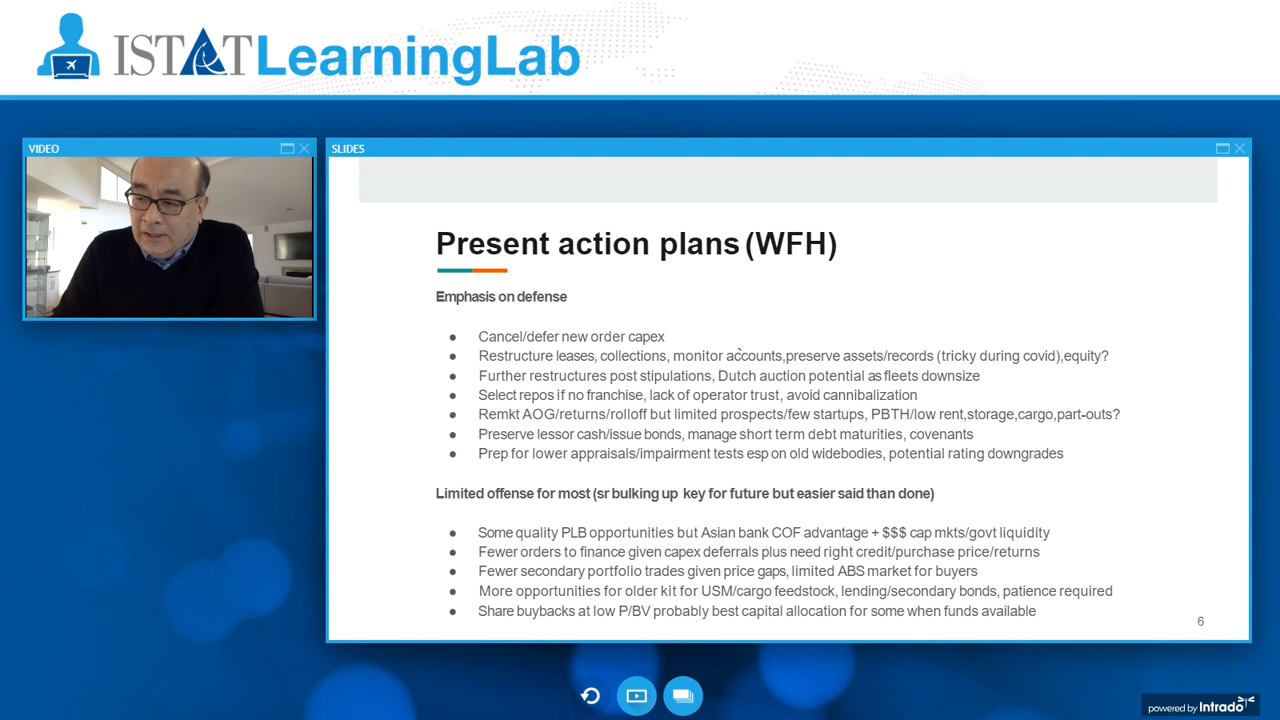 ISTAT LearningLab
VIDEO
SLIDES
Present action plans (WFH)
Emphasis on defense
● Cancel/defer new order capex
● Restructure leases, collections, monitor accounts,preserve assets/records (tricky during covid),equity?
● Further restructures post stipulations, Dutch auction potential as fleets downsize
● Select repos if no franchise, lack of operator trust, avoid cannibalization
● Remkt AOG/returns/rolloff but limited prospects/few startups, PBTH/low rent,storage,cargo,part-outs?
● Preserve lessor cash/issue bonds, manage short term debt maturities, covenants
● Prep for lower appraisals/impairment tests esp on old widebodies, potential rating downgrades
Limited offense for most (sr bulking up key for future but easier said than done)
● Some quality PLB opportunities but Asian bank COF advantage + $$$ cap mkts/govt liquidity
● Fewer orders to finance given capex deferrals plus need right credit/purchase price/returns
● Fewer secondary portfolio trades given price gaps, limited ABS market for buyers
● More opportunities for older kit for USM/cargo feedstock, lending/secondary bonds, patience required
● Share buybacks at low P/BV probably best capital allocation for some when funds available
6
powered by Intrado